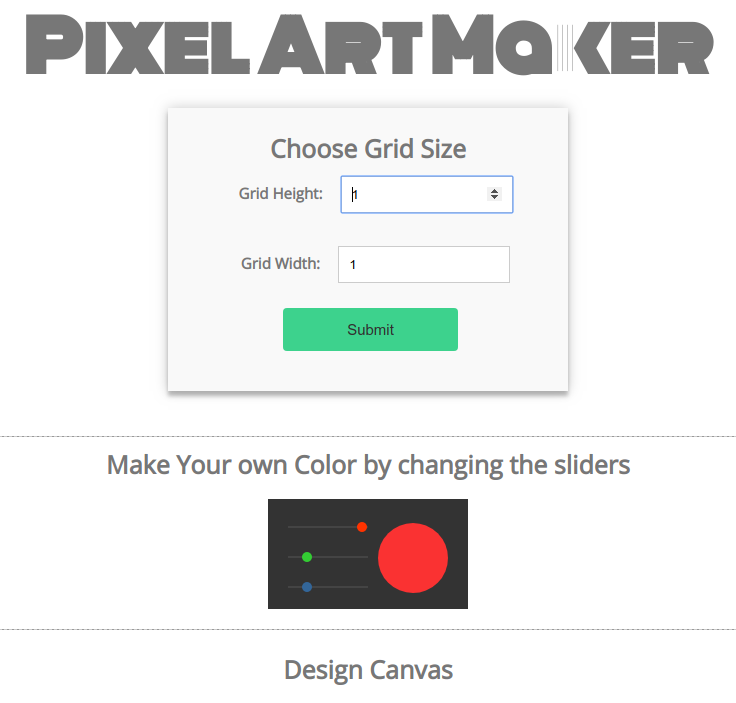 Pixel Art Maker
Choose Grid Size
Grid Height: 1
Grid Width: 1
Submit
Make Your own Color by changing the sliders
Design Canvas